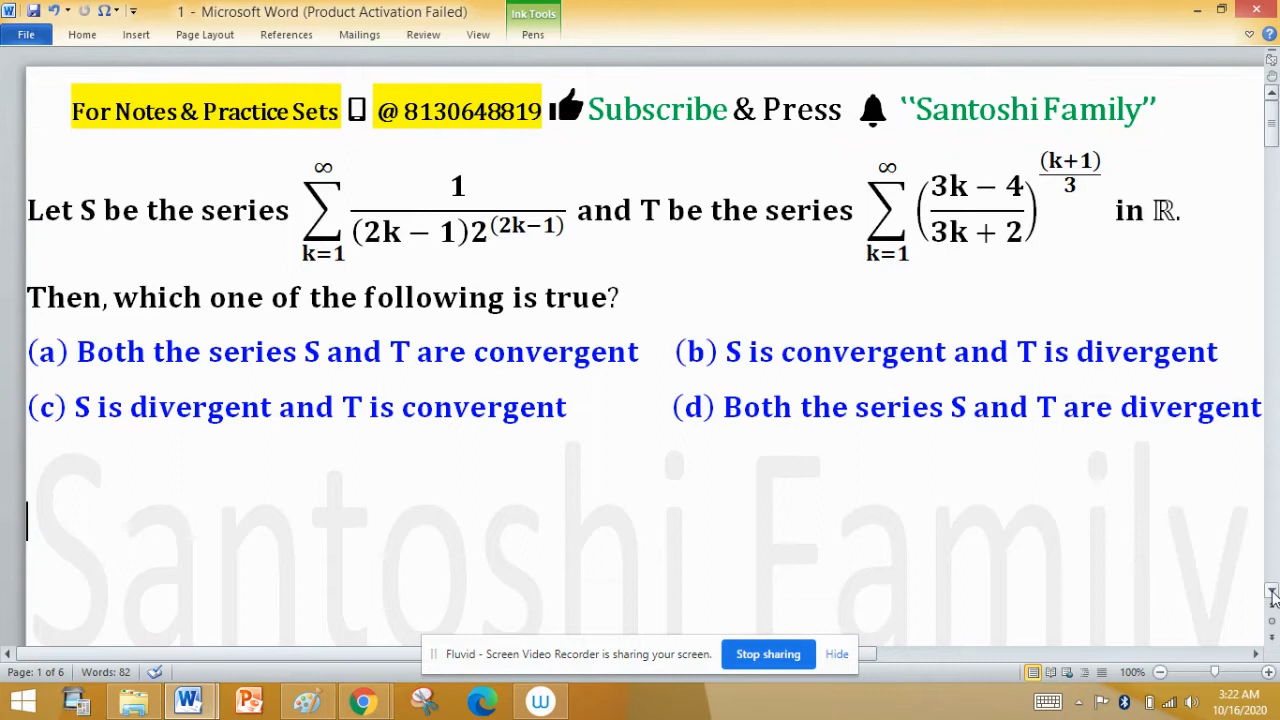 1 - Microsoft Word (Product Activation Failed)
Ink Tools
File Home Insert Page Layout References Mailings Review View Pens
For Notes & Practice Sets @ 8130648819 Subscribe & Press “Santoshi Family”
Let S be the series ∑_{k=1}^{∞} 1/((2k − 1)2^{(2k−1)}) and T be the series ∑_{k=1}^{∞} ((3k − 4)/(3k + 2))^{(k+1)/3} in ℝ.
Then, which one of the following is true?
(a) Both the series S and T are convergent (b) S is convergent and T is divergent
(c) S is divergent and T is convergent (d) Both the series S and T are divergent
Santoshi Family
Fluvid - Screen Video Recorder is sharing your screen. Stop sharing Hide
Page: 1 of 6 Words: 82 100%
3:22 AM
10/16/2020